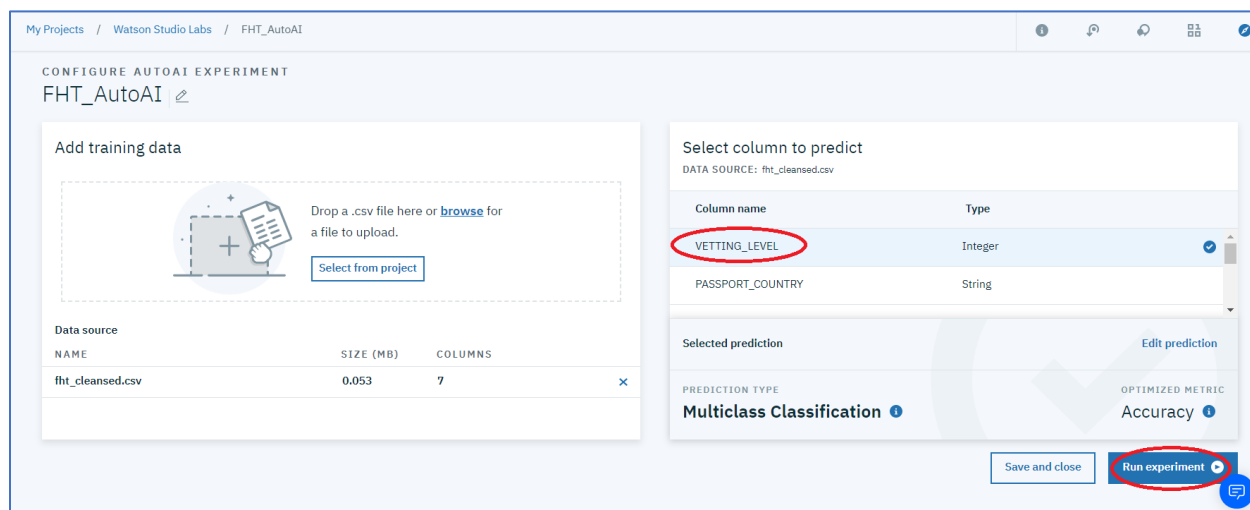 My Projects / Watson Studio Labs / FHT_AutoAI
CONFIGURE AUTOAI EXPERIMENT
FHT_AutoAI
Add training data
Drop a .csv file here or browse for
a file to upload.
Select from project
Data source
NAME SIZE (MB) COLUMNS
fht_cleansed.csv 0.053 7
Select column to predict
DATA SOURCE: fht_cleansed.csv
Column name Type
VETTING_LEVEL Integer
PASSPORT_COUNTRY String
Selected prediction Edit prediction
PREDICTION TYPE OPTIMIZED METRIC
Multiclass Classification Accuracy
Save and close Run experiment